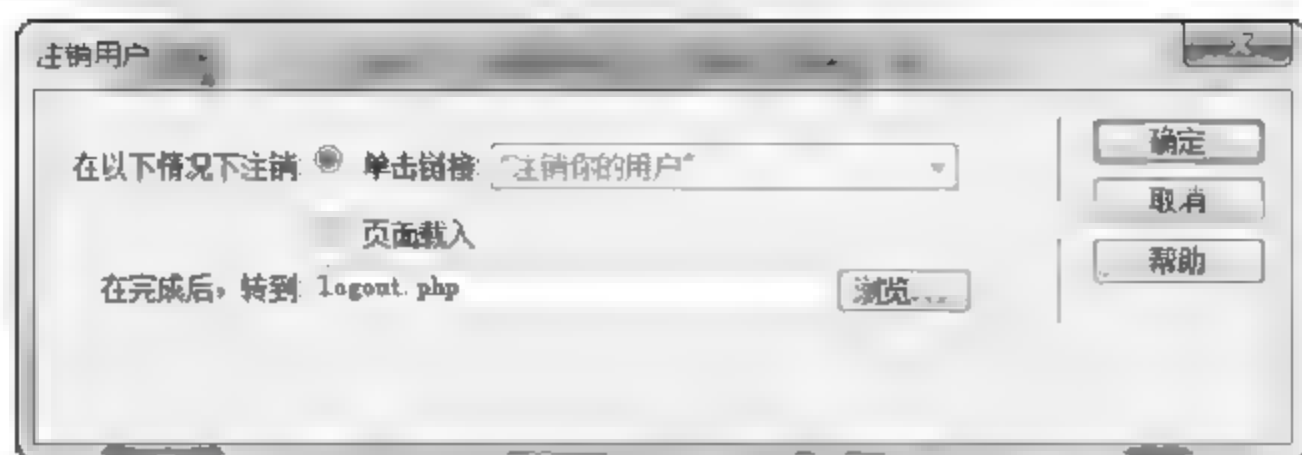 注销用户
在以下情况下注销: 单击链接: "注销你的用户"
页面载入
在完成后，转到: logout.php 浏览...
确定
取消
帮助